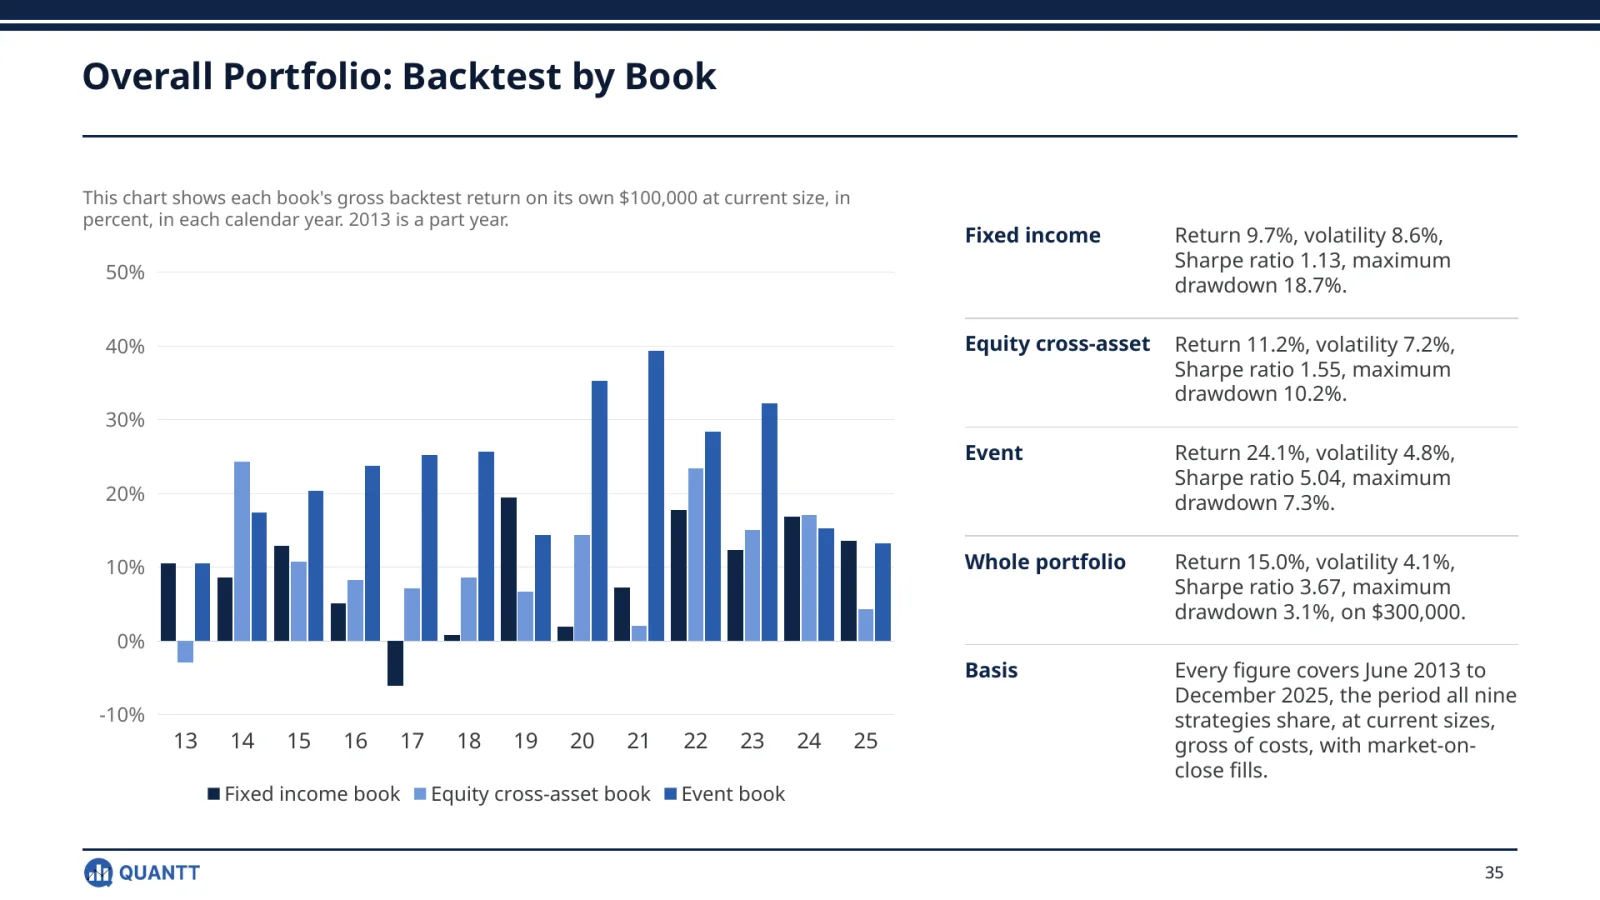 Overall Portfolio: Backtest by Book
This chart shows each book's gross backtest return on its own $100,000 at current size, in
percent, in each calendar year. 2013 is a part year.
50%
40%
30%
20%
10%
0%
-10%
13 14 15 16 17 18 19 20 21 22 23 24 25
Fixed income book Equity cross-asset book Event book
Fixed income
Return 9.7%, volatility 8.6%,
Sharpe ratio 1.13, maximum
drawdown 18.7%.
Equity cross-asset
Return 11.2%, volatility 7.2%,
Sharpe ratio 1.55, maximum
drawdown 10.2%.
Event
Return 24.1%, volatility 4.8%,
Sharpe ratio 5.04, maximum
drawdown 7.3%.
Whole portfolio
Return 15.0%, volatility 4.1%,
Sharpe ratio 3.67, maximum
drawdown 3.1%, on $300,000.
Basis
Every figure covers June 2013 to
December 2025, the period all nine
strategies share, at current sizes,
gross of costs, with market-on-
close fills.
QUANTT
35